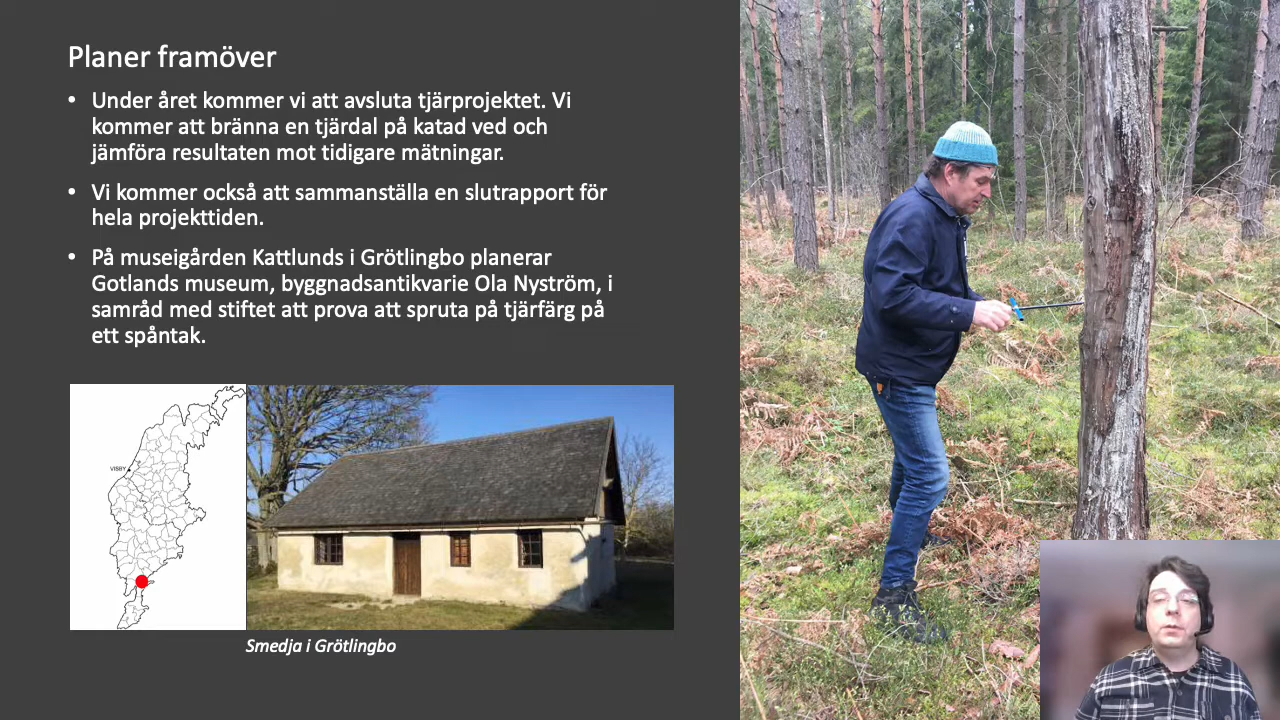 Planer framöver
• Under året kommer vi att avsluta tjärprojektet. Vi
kommer att bränna en tjärdal på katad ved och
jämföra resultaten mot tidigare mätningar.
• Vi kommer också att sammanställa en slutrapport för
hela projekttiden.
• På museigården Kattlunds i Grötlingbo planerar
Gotlands museum, byggnadsantikvarie Ola Nyström, i
samråd med stiftet att prova att spruta på tjärfärg på
ett spåntak.
VISBY
Smedja i Grötlingbo